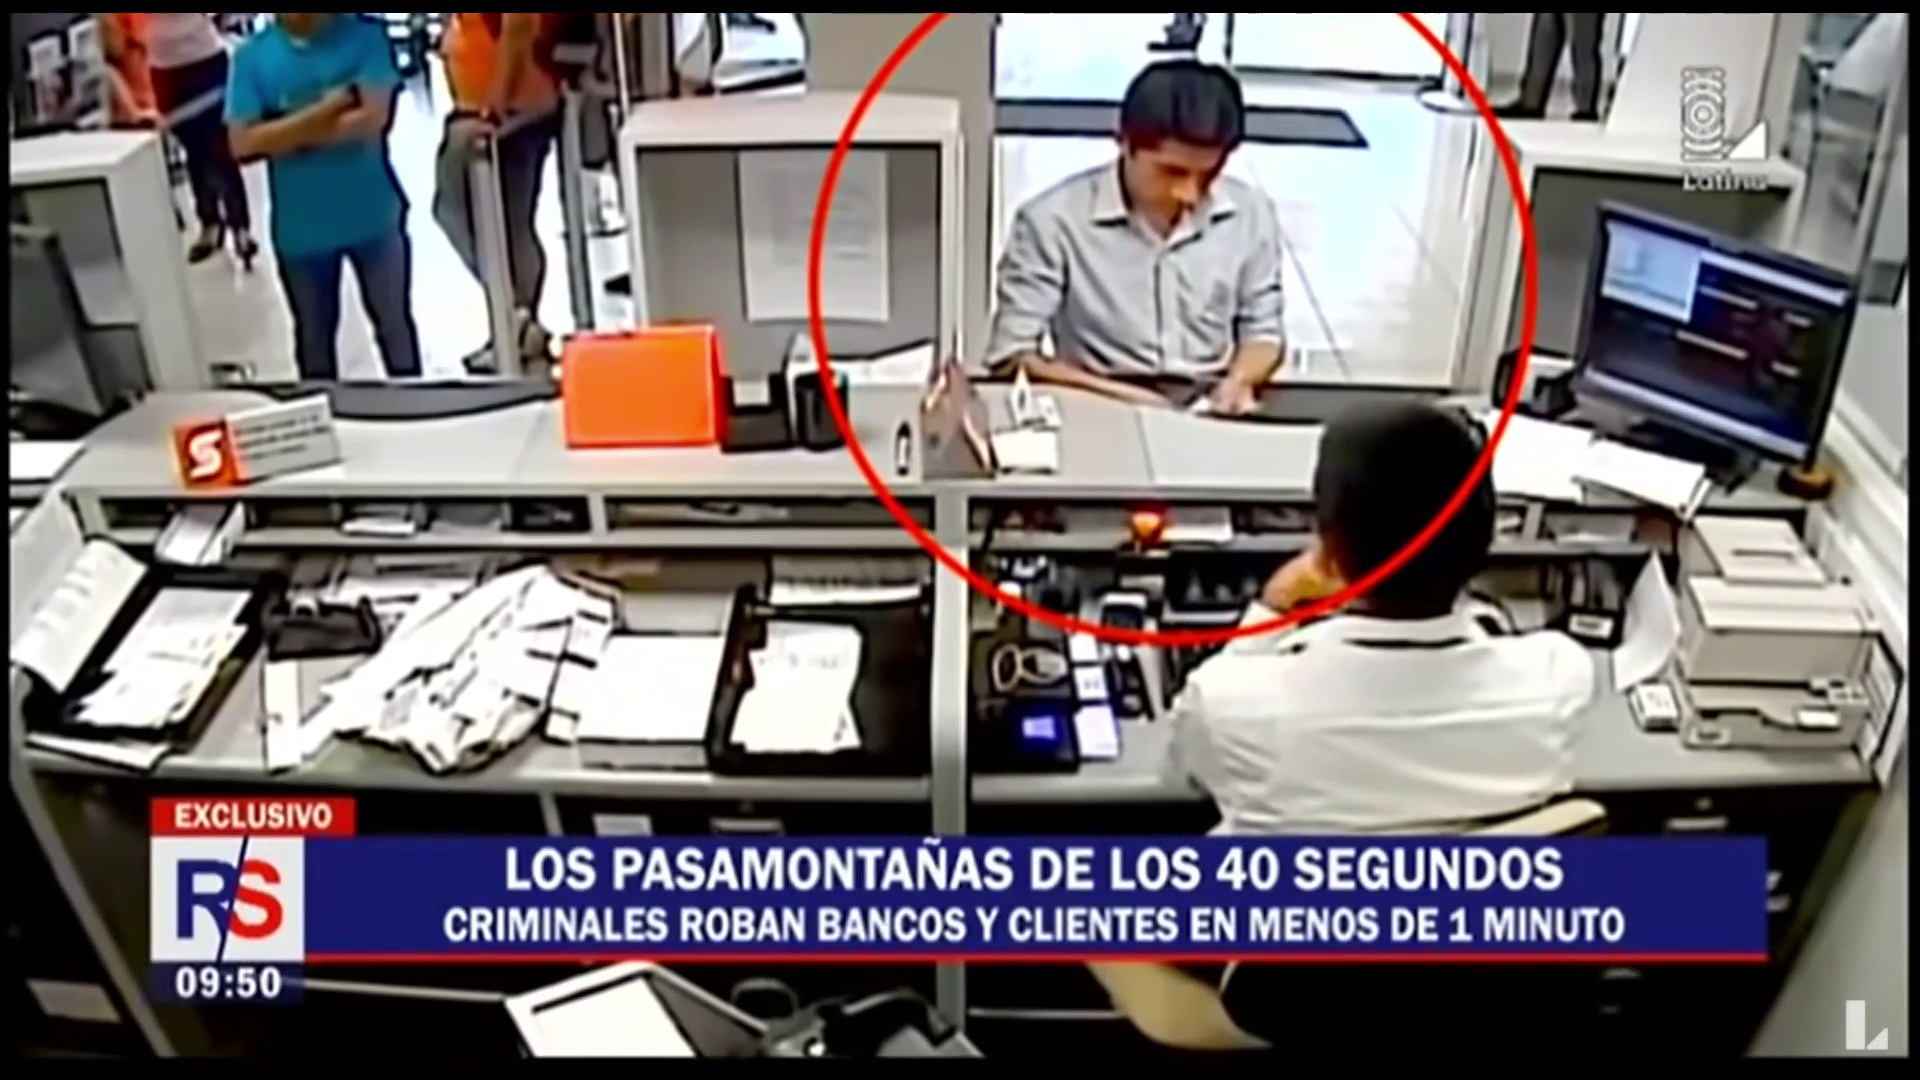 Latina
EXCLUSIVO
RS
LOS PASAMONTAÑAS DE LOS 40 SEGUNDOS
CRIMINALES ROBAN BANCOS Y CLIENTES EN MENOS DE 1 MINUTO
09:50